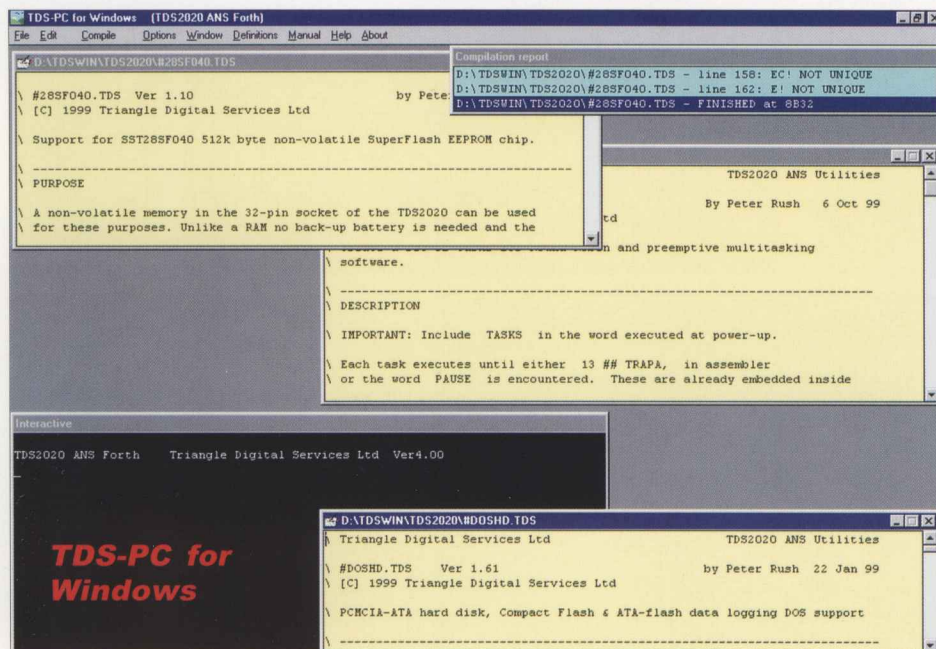 TDS-PC for Windows (TDS2020 ANS Forth)
File Edit Compile Options Window Definitions Manual Help About
D:\TDSWIN\TDS2020\#28SF040.TDS
\ #28SF040.TDS Ver 1.10 by Pete
\ [C] 1999 Triangle Digital Services Ltd
\ Support for SST28SF040 512k byte non-volatile SuperFlash EEPROM chip.
\ --------------------------------------------------------------------
\ PURPOSE
\ A non-volatile memory in the 32-pin socket of the TDS2020 can be used
\ for these purposes. Unlike a RAM no back-up battery is needed and the
Compilation report
D:\TDSWIN\TDS2020\#28SF040.TDS - line 158: EC! NOT UNIQUE
D:\TDSWIN\TDS2020\#28SF040.TDS - line 162: E! NOT UNIQUE
D:\TDSWIN\TDS2020\#28SF040.TDS - FINISHED at 8B32
TDS2020 ANS Utilities
By Peter Rush 6 Oct 99
td
and preemptive multitasking
\ software.
\ --------------------------------------------------------------------
\ DESCRIPTION
\ IMPORTANT: Include TASKS in the word executed at power-up.
\ Each task executes until either 13 ## TRAPA, in assembler
\ or the word PAUSE is encountered. These are already embedded inside
Interactive
TDS2020 ANS Forth Triangle Digital Services Ltd Ver4.00
TDS-PC for
Windows
D:\TDSWIN\TDS2020\#DOSHD.TDS
\ Triangle Digital Services Ltd TDS2020 ANS Utilities
\ #DOSHD.TDS Ver 1.61 by Peter Rush 22 Jan 99
\ [C] 1999 Triangle Digital Services Ltd
\ PCMCIA-ATA hard disk, Compact Flash & ATA-flash data logging DOS support
\ --------------------------------------------------------------------